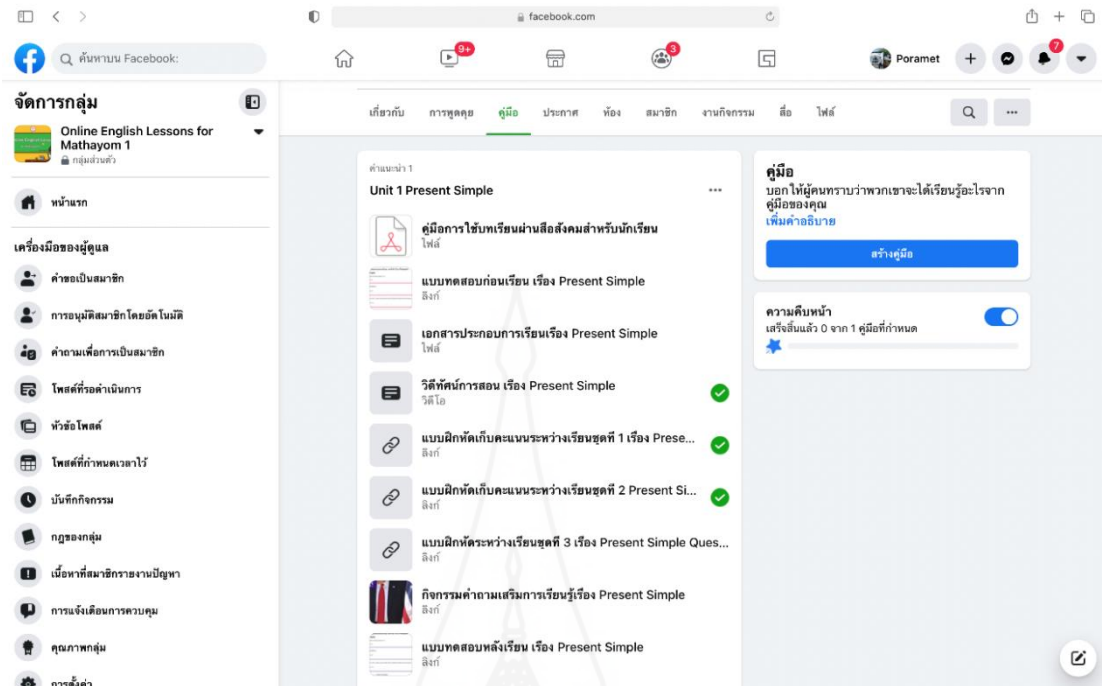 facebook.com
ค้นหาบน Facebook:
9+
3
Poramet
7
จัดการกลุ่ม
Online English Lessons for
Mathayom 1
กลุ่มส่วนตัว
หน้าแรก
เครื่องมือของผู้ดูแล
คำขอเป็นสมาชิก
การอนุมัติสมาชิกโดยอัตโนมัติ
คำถามเพื่อการเป็นสมาชิก
โพสต์ที่รอดำเนินการ
หัวข้อโพสต์
โพสต์ที่กำหนดเวลาไว้
บันทึกกิจกรรม
กฎของกลุ่ม
เนื้อหาที่สมาชิกรายงานปัญหา
การแจ้งเตือนการควบคุม
คุณภาพกลุ่ม
การตั้งค่า
เกี่ยวกับ การพูดคุย คู่มือ ประกาศ ห้อง สมาชิก งานกิจกรรม สื่อ ไฟล์
คำแนะนำ 1
Unit 1 Present Simple
คู่มือการใช้บทเรียนผ่านสื่อสังคมสำหรับนักเรียน
ไฟล์
แบบทดสอบก่อนเรียน เรื่อง Present Simple
ลิงก์
เอกสารประกอบการเรียนเรื่อง Present Simple
ไฟล์
วิดีทัศน์การสอน เรื่อง Present Simple
วิดีโอ
แบบฝึกหัดเก็บคะแนนระหว่างเรียนชุดที่ 1 เรื่อง Prese...
ลิงก์
แบบฝึกหัดเก็บคะแนนระหว่างเรียนชุดที่ 2 Present Si...
ลิงก์
แบบฝึกหัดระหว่างเรียนชุดที่ 3 เรื่อง Present Simple Ques...
ลิงก์
กิจกรรมคำถามเสริมการเรียนรู้เรื่อง Present Simple
ลิงก์
แบบทดสอบหลังเรียน เรื่อง Present Simple
ลิงก์
คู่มือ
บอกให้ผู้คนทราบว่าพวกเขาจะได้เรียนรู้อะไรจาก
คู่มือของคุณ
เพิ่มคำอธิบาย
สร้างคู่มือ
ความคืบหน้า
เสร็จสิ้นแล้ว 0 จาก 1 คู่มือที่กำหนด